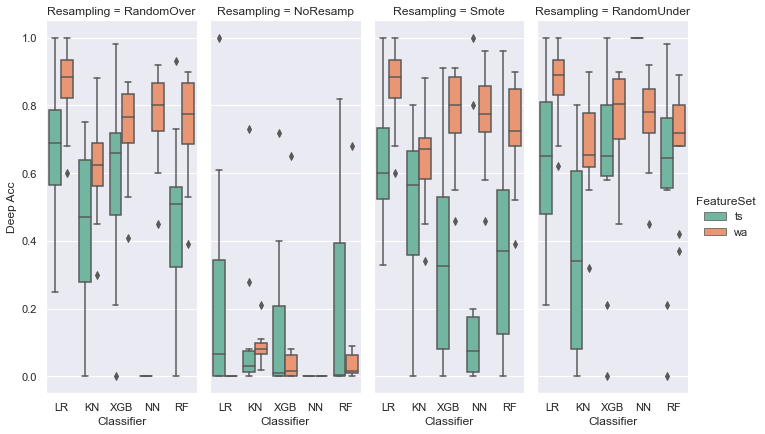 Resampling = RandomOver
Resampling = NoResamp
Resampling = Smote
Resampling = RandomUnder
1.0
0.8
0.6
0.4
0.2
0.0
Deep Acc
LR KN XGB NN RF
LR KN XGB NN RF
LR KN XGB NN RF
LR KN XGB NN RF
Classifier
Classifier
Classifier
Classifier
FeatureSet
ts
wa